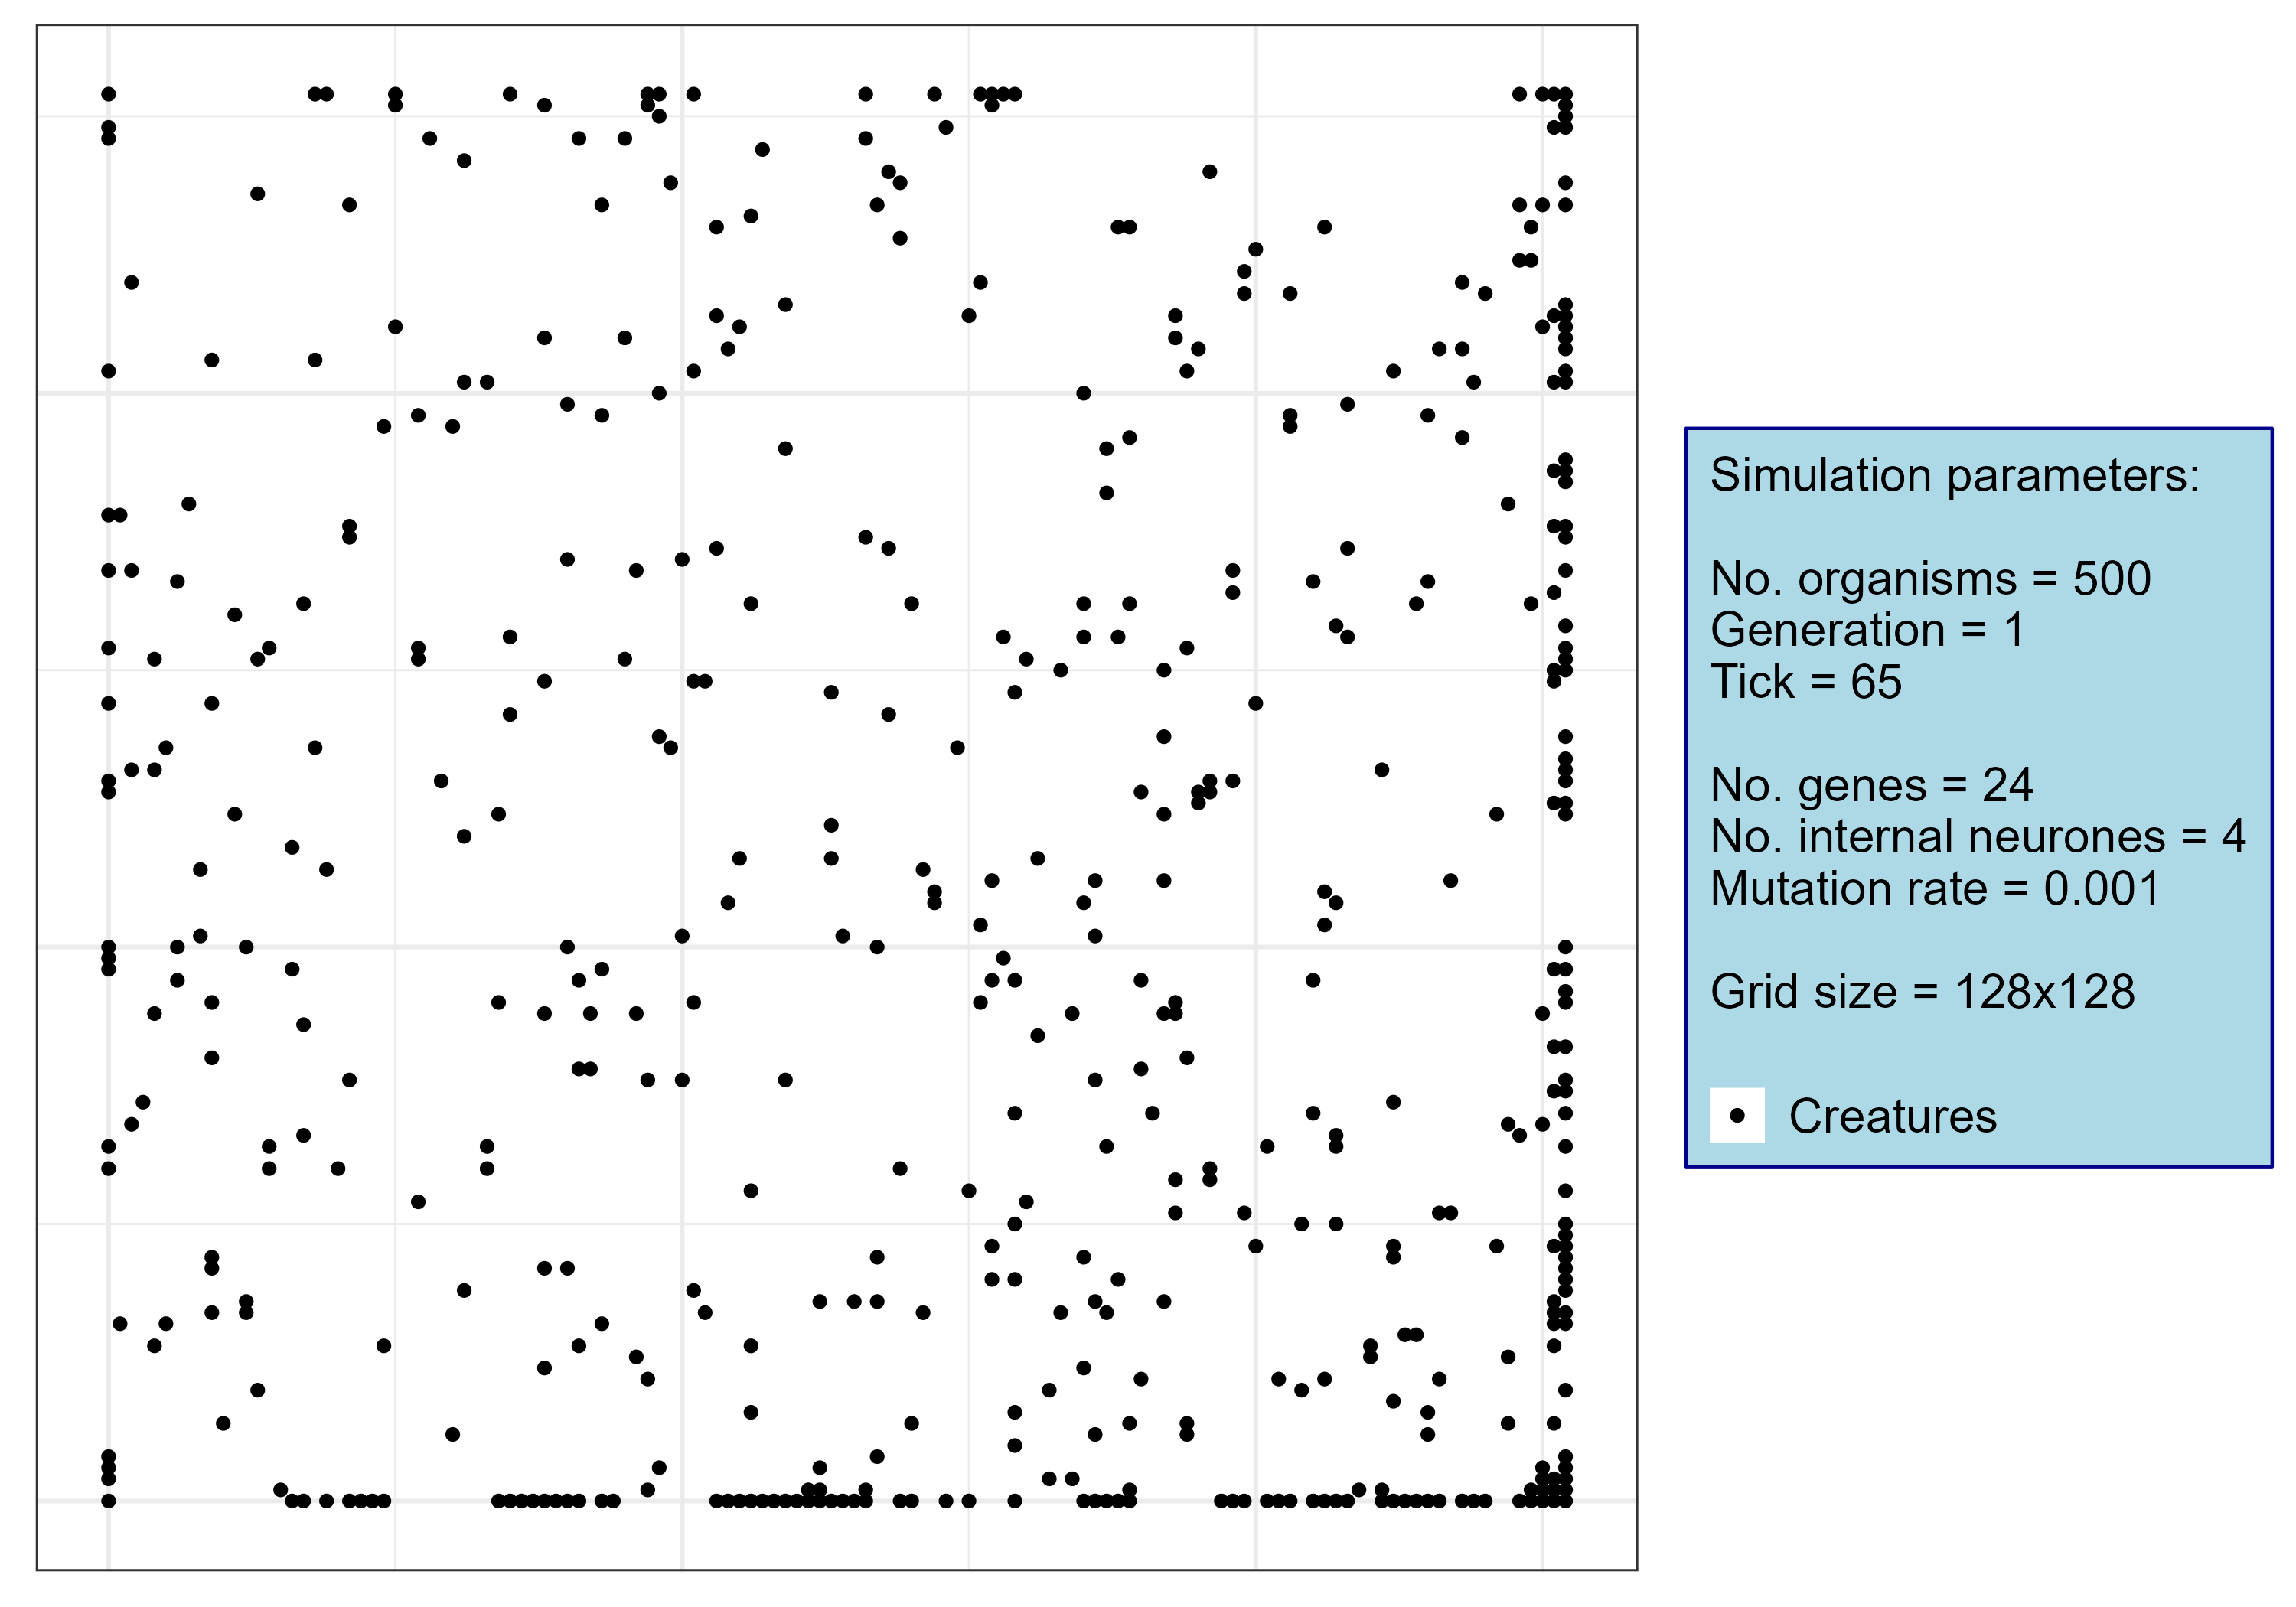 Simulation parameters:
No. organisms = 500
Generation = 1
Tick = 65
No. genes = 24
No. internal neurones = 4
Mutation rate = 0.001
Grid size = 128x128
Creatures